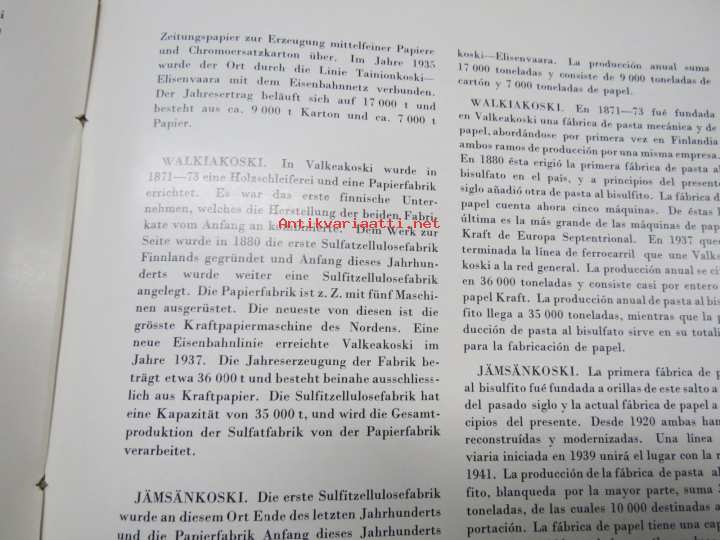 Zeitungspapier zur Erzeugung mittelfeiner Papiere
und Chromoersatzkarton über. Im Jahre 1935
wurde der Ort durch die Linie Tainionkoski—
Elisenvaara mit dem Eisenbahnnetz verbunden.
Der Jahresertrag beläuft sich auf 17 000 t und
besteht aus ca. 9 000 t Karton und ca. 7 000 t
Papier.
WALKIAKOSKI. In Valkeakoski wurde in
1871—73 eine Holzschleiferei und eine Papierfabrik
errichtet. Es war das erste finnische Unter-
nehmen, welches die Herstellung der beiden Fabri-
kate vom Anfang an Dem Werk zur
Antikvariaatti.net
Seite wurde in 1880 die erste Sulfatzellulosefabrik
Finnlands gegründet und Anfang dieses Jahrhun-
derts wurde weiter eine Sulfitzellulosefabrik
angelegt. Die Papierfabrik ist z. Z. mit fünf Maschi-
nen ausgerüstet. Die neueste von diesen ist die
grösste Kraftpapiermaschine des Nordens. Eine
neue Eisenbahnlinie erreichte Valkeakoski im
Jahre 1937. Die Jahreserzeugung der Fabrik be-
trägt etwa 36 000 t und besteht beinahe ausschliess-
lich aus Kraftpapier. Die Sulfitzellulosefabrik hat
eine Kapazität von 35 000 t, und wird die Gesamt-
produktion der Sulfatfabrik von der Papierfabrik
verarbeitet.
JÄMSÄNKOSKI. Die erste Sulfitzellulosefabrik
wurde an diesem Ort Ende des letzten Jahrhunderts
und die Papierfabrik Anfang dieses Jahrhunderts
koski—Elisenvaara. La producción anual suma
17 000 toneladas y consiste de 9 000 toneladas de
cartón y 7 000 toneladas de papel.
WALKIAKOSKI. En 1871—73 fué fundada
en Valkeakoski una fábrica de pasta mecánica y de
papel, abordándose por primera vez en Finlandia
ambos ramos de producción por una misma empresa.
En 1880 ésta erigió la primera fábrica de pasta al
bisulfato en el país, y a principios del presente
siglo añadió otra de pasta al bisulfito. La fábrica d
papel cuenta ahora cinco máquinas. De éstas l
última es la más grande de las máquinas de pap
Kraft de Europa Septentrional. En 1937 qued
terminada la línea de ferrocarril que une Valk
koski a la red general. La producción anual se ci
en 36 000 toneladas y consiste casi por entero
papel Kraft. La producción anual de pasta al bis
fito llega a 35 000 toneladas, mientras que la p
ducción de pasta al bisulfato sirve en su totali
para la fabricación de papel.
JÄMSÄNKOSKI. La primera fábrica de p
al bisulfito fué fundada a orillas de este salto a
del pasado siglo y la actual fábrica de papel a
cipios del presente. Desde 1920 ambas han
reconstruídas y modernizadas. Una línea
viaria iniciada en 1939 unirá el lugar con la r
1941. La producción de la fábrica de pasta al
fito, blanqueda por la mayor parte, suma 3
toneladas, de las cuales 10 000 destinadas a
portación. La fábrica de papel tiene una cap